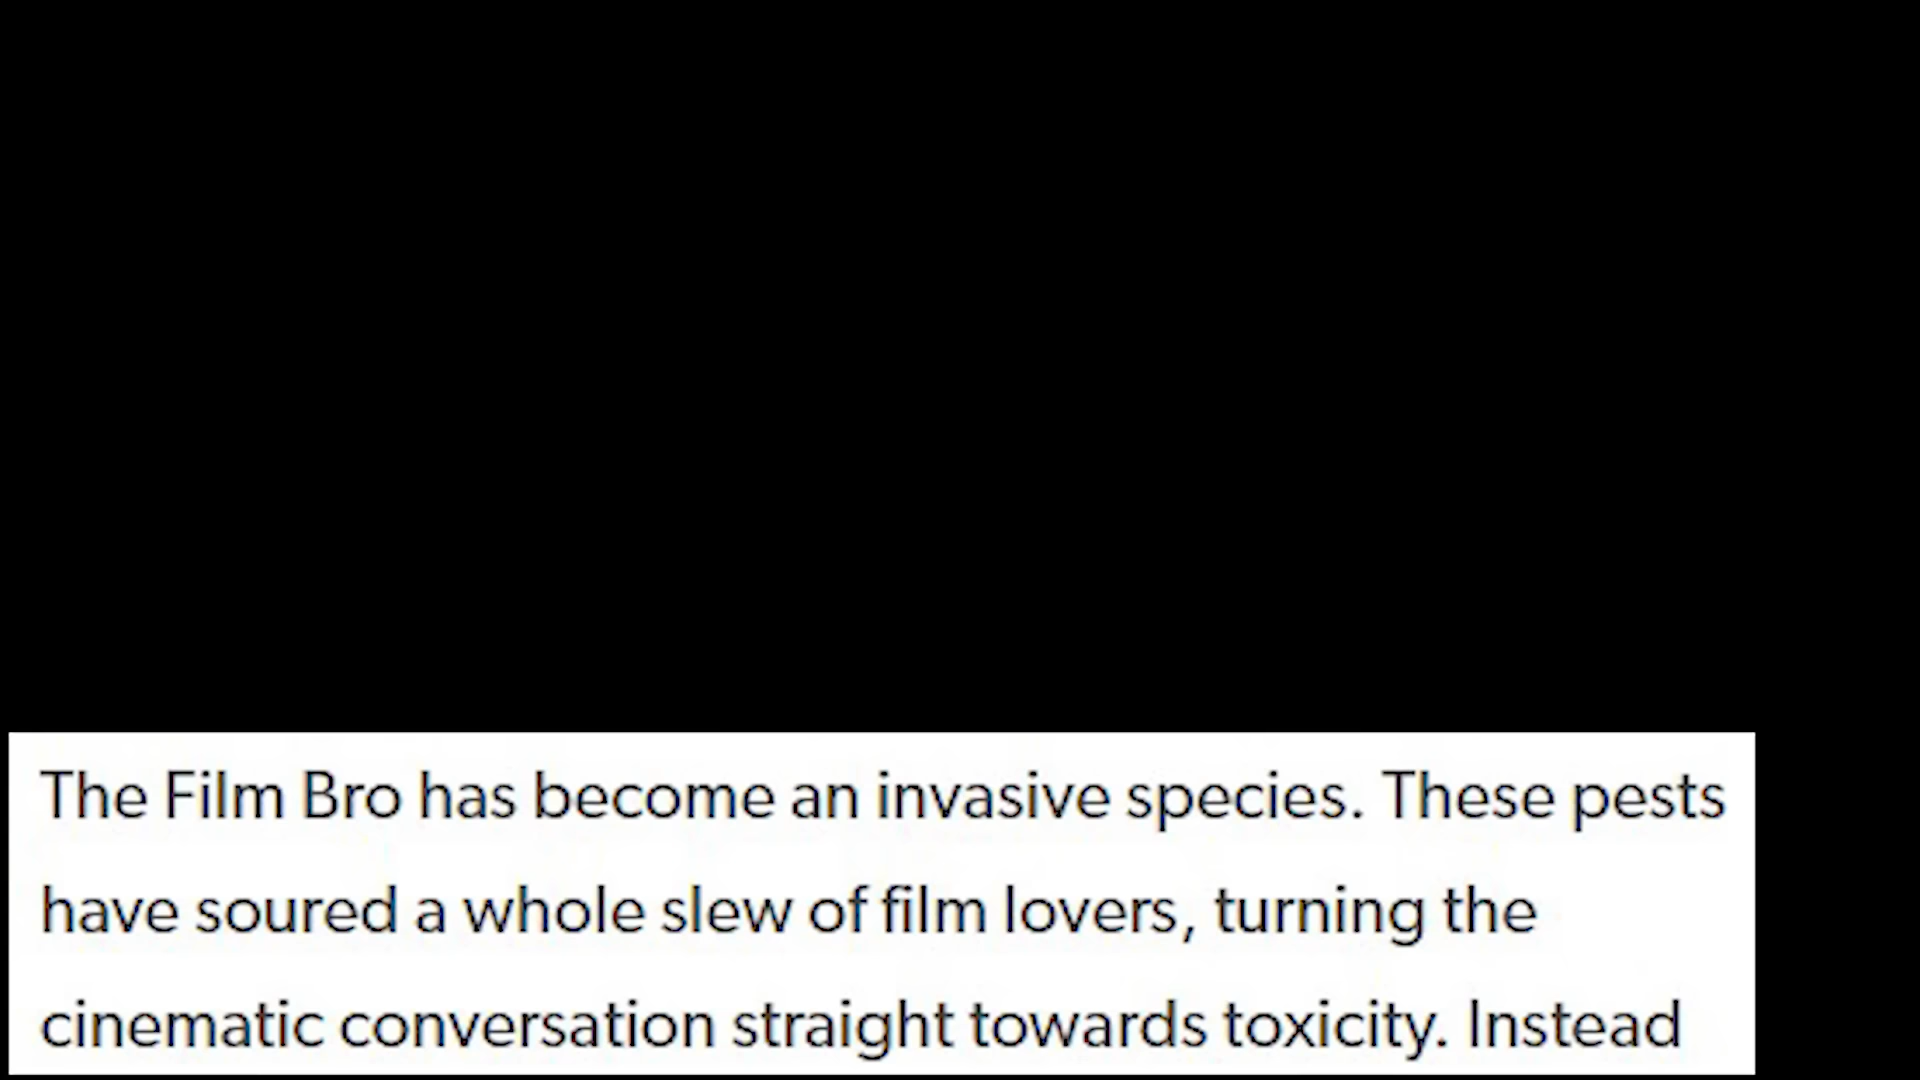 The Film Bro has become an invasive species. These pests
have soured a whole slew of film lovers, turning the
cinematic conversation straight towards toxicity. Instead